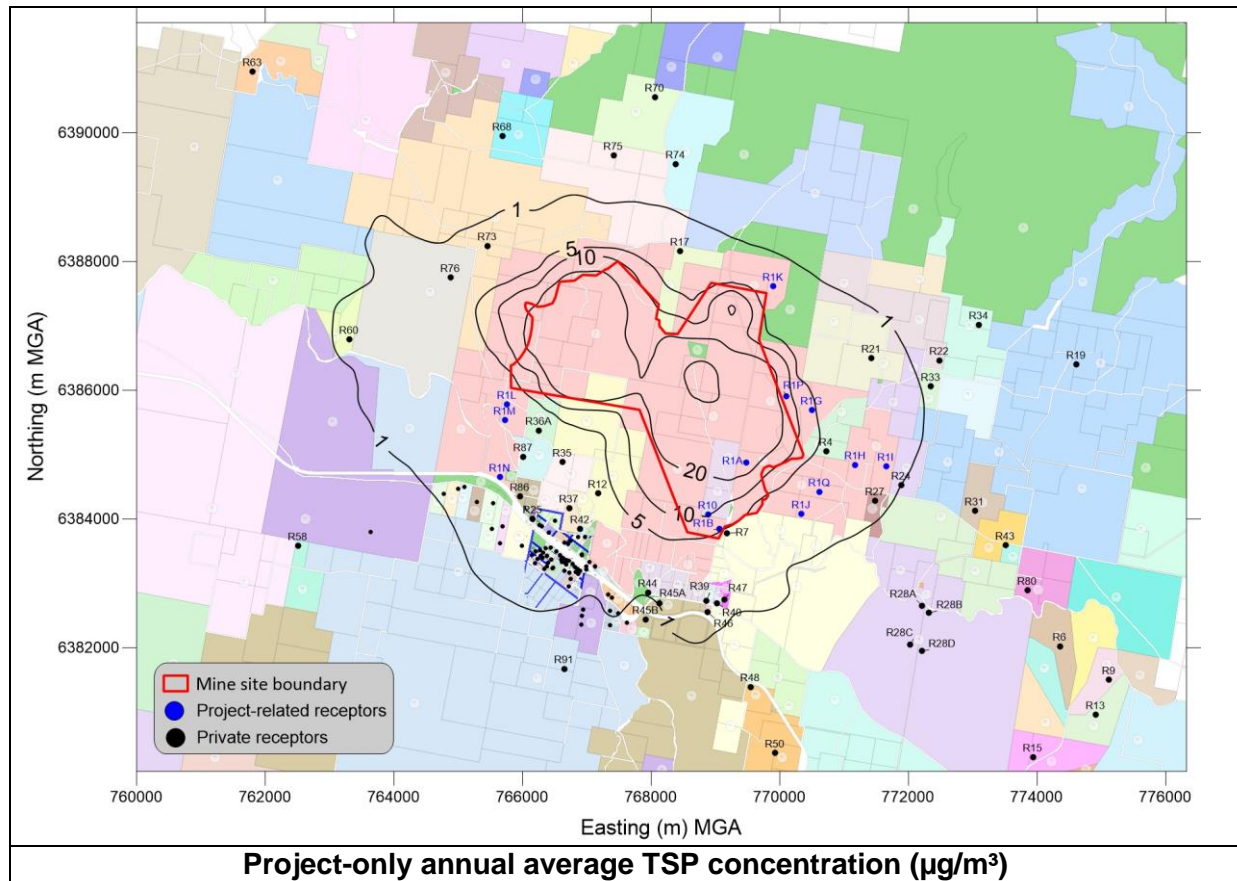 R63
R70
6390000
R68
R75
R74
1
R73
5
R17
6388000
10
R76
R1K
R34
1
R60
R21
R22
R19
R33
6386000
R1P
R1L
R1G
R1M
R36A
R4
R87
R35
R1A
R1H
R1I
1
R1N
20
R86
R12
R1Q
R24
R27
R37
10
R10
R1J
R31
6384000
R25
R42
5
R1B
R7
R58
R43
R44
R45A
R39
R47
R80
R28A
R28B
R45B
1
R40
R46
6382000
R28C
R28D
R6
R91
R48
R9
R13
R50
R15
Northing (m MGA)
Mine site boundary
Project-related receptors
Private receptors
760000 762000 764000 766000 768000 770000 772000 774000 776000
Easting (m) MGA
Project-only annual average TSP concentration (µg/m³)